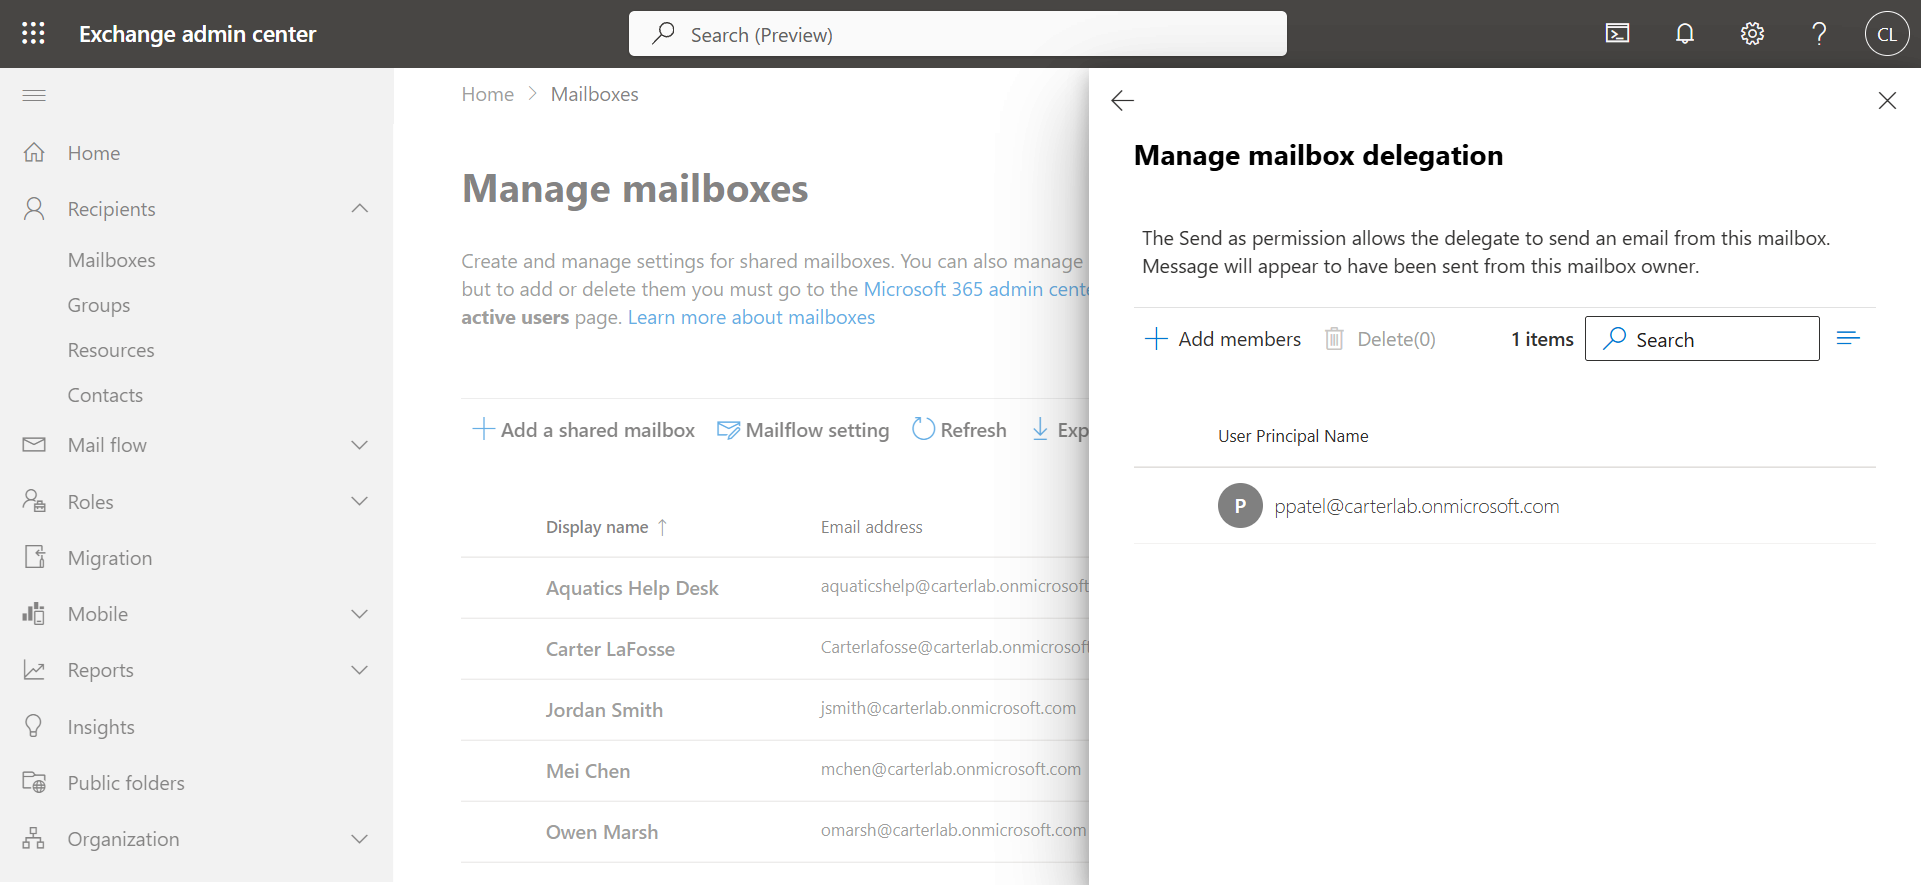 Exchange admin center
Search (Preview)
CL
Home
Recipients
Mailboxes
Groups
Resources
Contacts
Mail flow
Roles
Migration
Mobile
Reports
Insights
Public folders
Organization
Home > Mailboxes
Manage mailboxes
Create and manage settings for shared mailboxes. You can also manage
but to add or delete them you must go to the Microsoft 365 admin cente
active users page. Learn more about mailboxes
Add a shared mailbox Mailflow setting Refresh Exp
Display name ↑ Email address
Aquatics Help Desk aquaticshelp@carterlab.onmicrosoft
Carter LaFosse Carterlafosse@carterlab.onmicrosoft
Jordan Smith jsmith@carterlab.onmicrosoft.com
Mei Chen mchen@carterlab.onmicrosoft.com
Owen Marsh omarsh@carterlab.onmicrosoft.com
Manage mailbox delegation
The Send as permission allows the delegate to send an email from this mailbox.
Message will appear to have been sent from this mailbox owner.
Add members Delete(0) 1 items Search
User Principal Name
P ppatel@carterlab.onmicrosoft.com